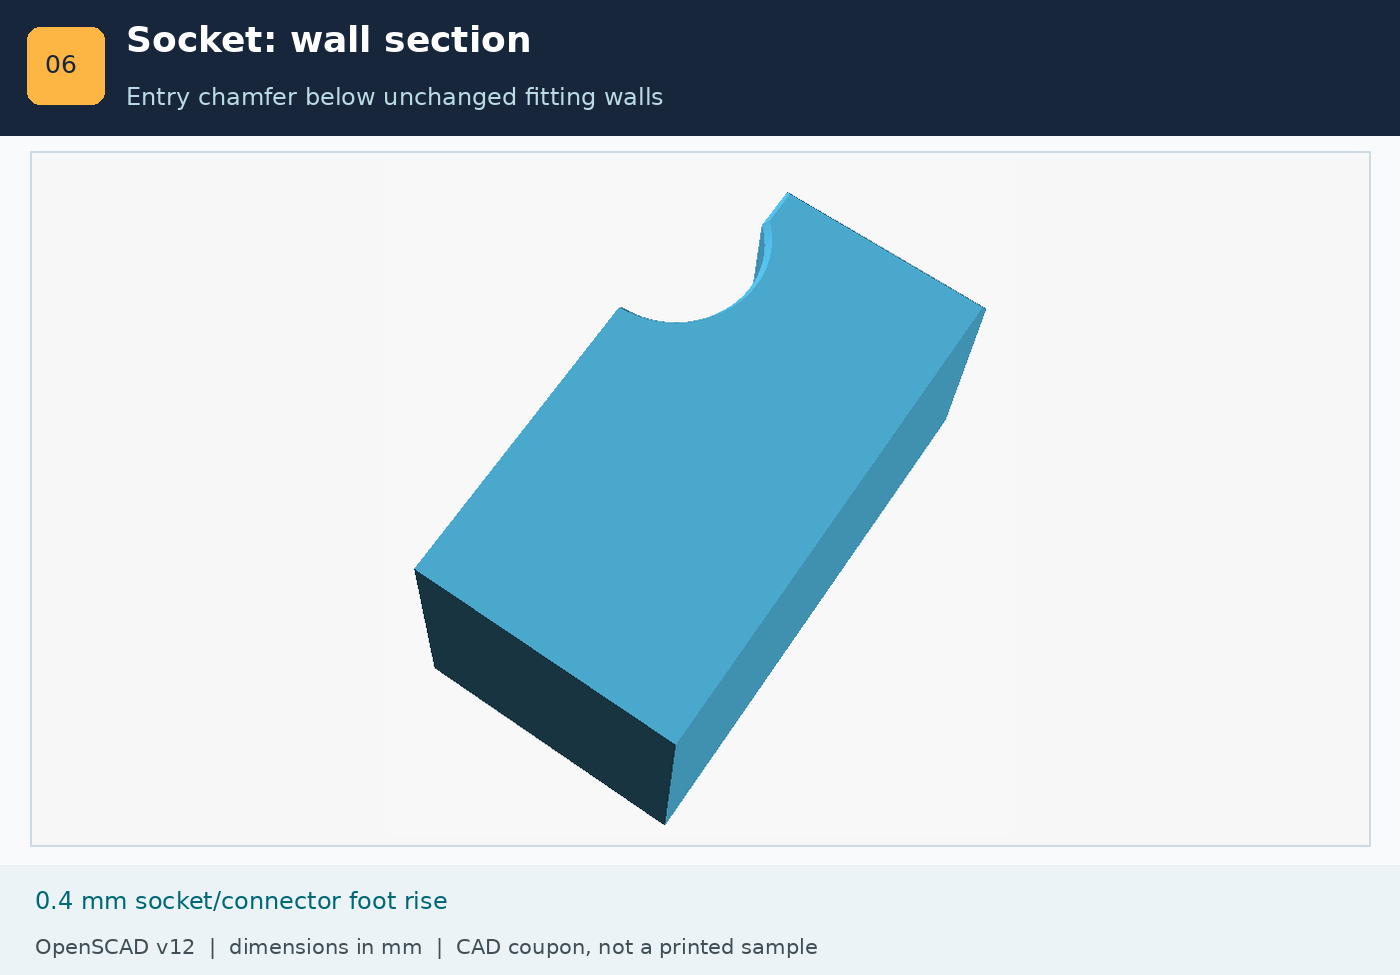 06
Socket: wall section
Entry chamfer below unchanged fitting walls
0.4 mm socket/connector foot rise
OpenSCAD v12 | dimensions in mm | CAD coupon, not a printed sample